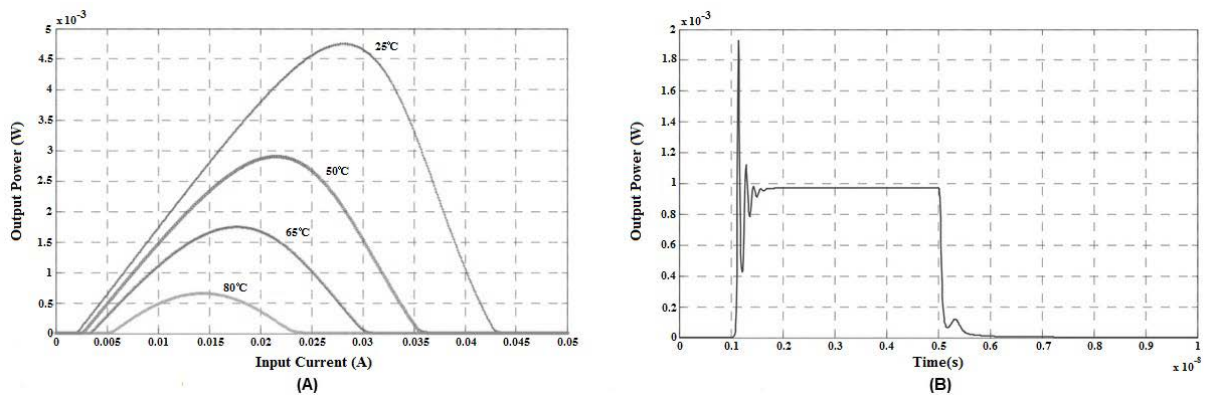 x 10⁻³
5
4.5
4
3.5
3
2.5
2
1.5
1
0.5
0
Output Power (W)
25℃
50℃
65℃
80℃
0 0.005 0.01 0.015 0.02 0.025 0.03 0.035 0.04 0.045 0.05
Input Current (A)
(A)
x 10⁻³
2
1.8
1.6
1.4
1.2
1
0.8
0.6
0.4
0.2
0
Output Power (W)
0 0.1 0.2 0.3 0.4 0.5 0.6 0.7 0.8 0.9 1
Time(s)
x 10⁻⁸
(B)